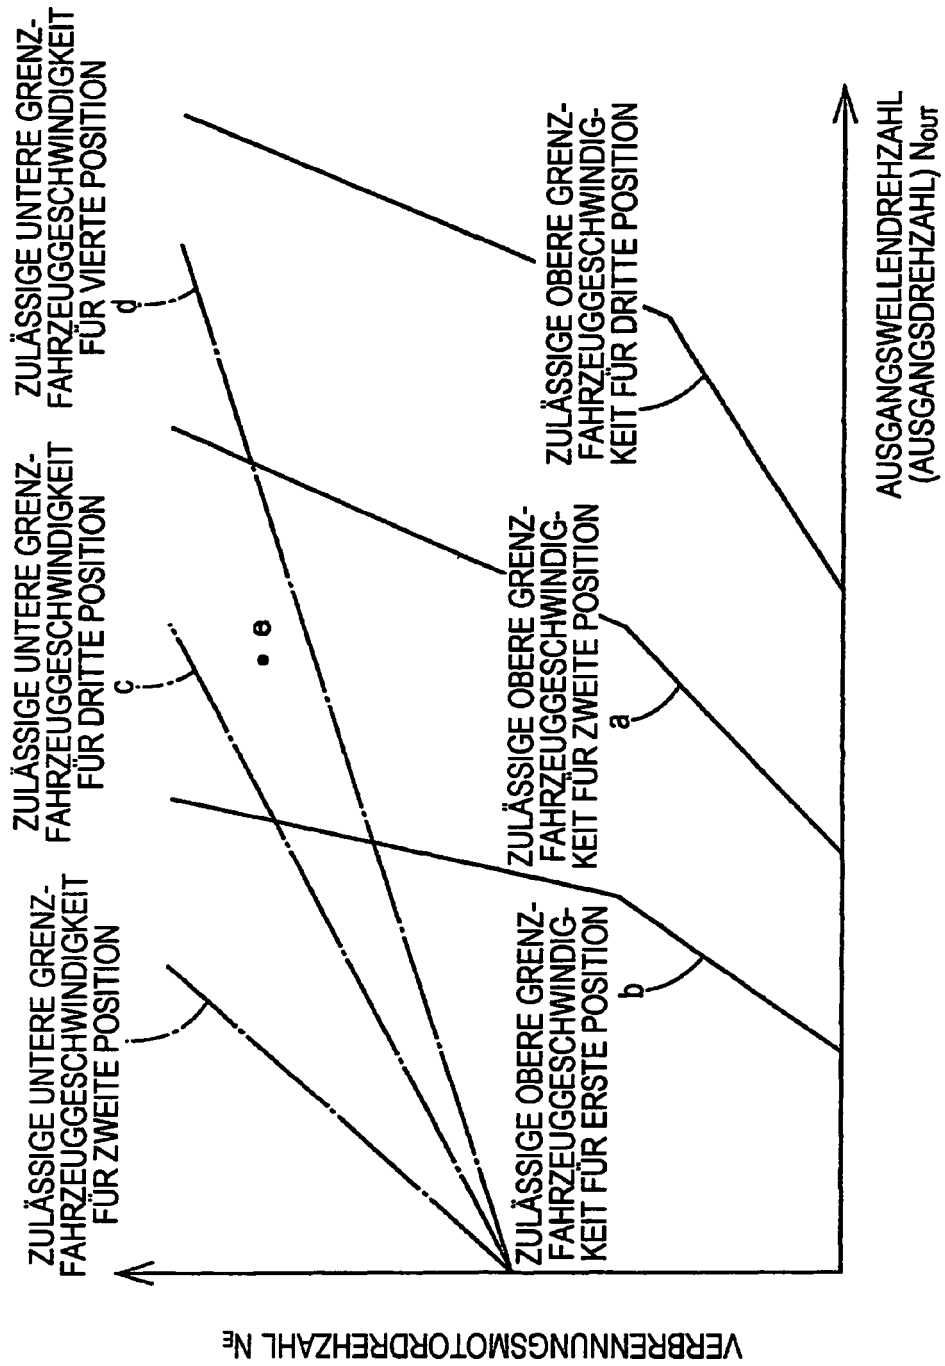 ZULÄSSIGE UNTERE GRENZ-
FAHRZEUGGESCHWINDIGKEIT
FÜR ZWEITE POSITION
ZULÄSSIGE UNTERE GRENZ-
FAHRZEUGGESCHWINDIGKEIT
FÜR DRITTE POSITION
c
ZULÄSSIGE UNTERE GRENZ-
FAHRZEUGGESCHWINDIGKEIT
FÜR VIERTE POSITION
d
e
ZULÄSSIGE OBERE GRENZ-
FAHRZEUGGESCHWINDIG-
KEIT FÜR ERSTE POSITION
b
ZULÄSSIGE OBERE GRENZ-
FAHRZEUGGESCHWINDIG-
KEIT FÜR ZWEITE POSITION
a
ZULÄSSIGE OBERE GRENZ-
FAHRZEUGGESCHWINDIG-
KEIT FÜR DRITTE POSITION
VERBRENNUNGSMOTORDREHZAHL NE
AUSGANGSWELLENDREHZAHL
(AUSGANGSDREHZAHL) NOUT